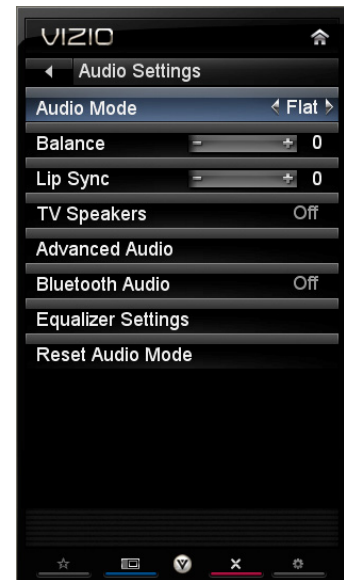 VIZIO
Audio Settings
Audio Mode Flat
Balance - + 0
Lip Sync - + 0
TV Speakers Off
Advanced Audio
Bluetooth Audio Off
Equalizer Settings
Reset Audio Mode
V